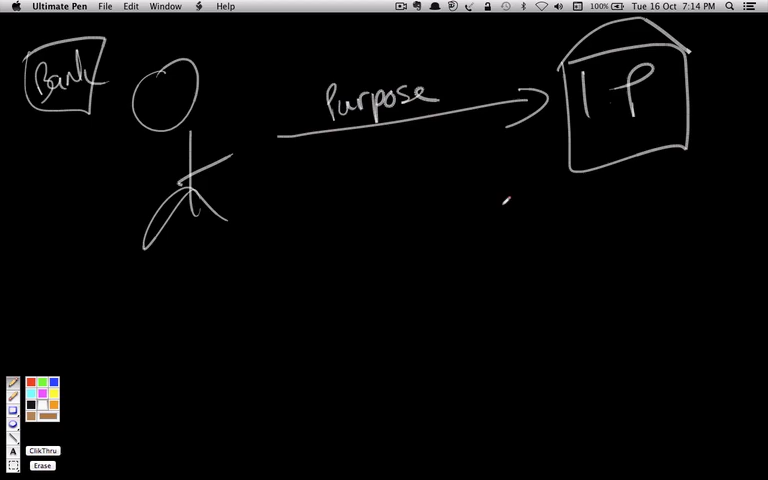 Ultimate Pen File Edit Window Help 100% Tue 16 Oct 7:14 PM
Bank
Purpose
IP
A
ClikThru
Erase